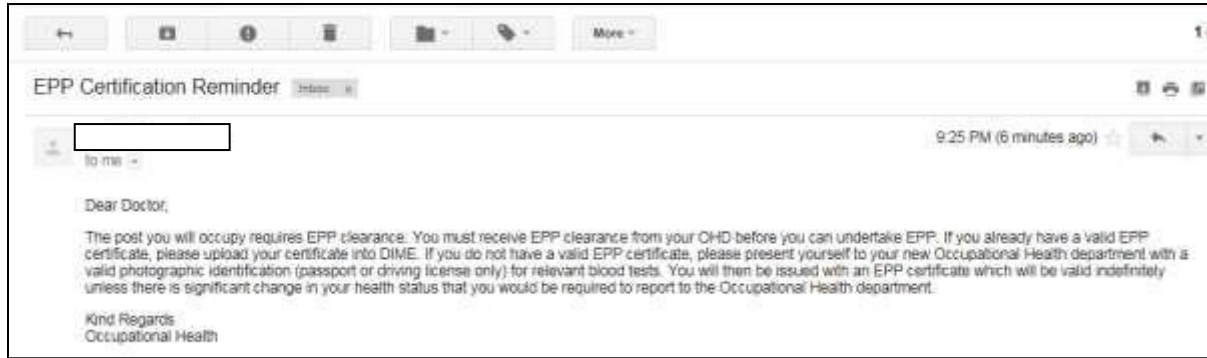 More
1
EPP Certification Reminder Inbox x
9:25 PM (6 minutes ago)
to me
Dear Doctor,
The post you will occupy requires EPP clearance. You must receive EPP clearance from your OHD before you can undertake EPP. If you already have a valid EPP
certificate, please upload your certificate into DIME. If you do not have a valid EPP certificate, please present yourself to your new Occupational Health department with a
valid photographic identification (passport or driving license only) for relevant blood tests. You will then be issued with an EPP certificate which will be valid indefinitely
unless there is significant change in your health status that you would be required to report to the Occupational Health department.
Kind Regards
Occupational Health